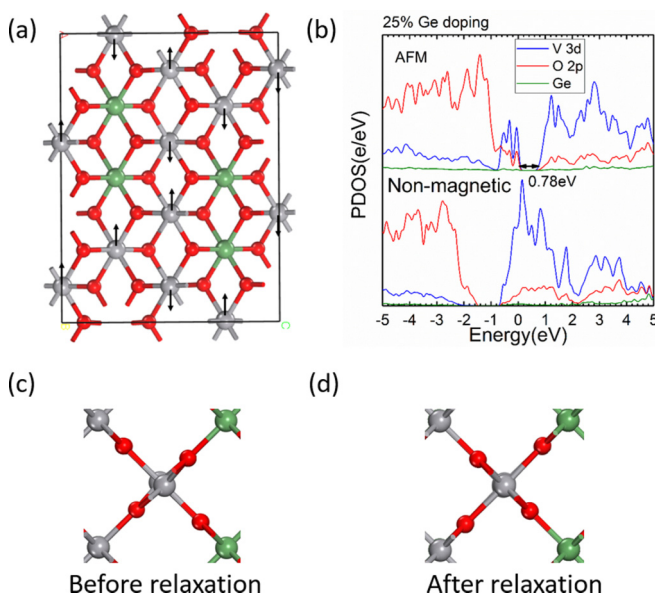 (a)
(b)
25% Ge doping
AFM
V 3d
O 2p
Ge
0.78eV
Non-magnetic
PDOS(e/eV)
-5 -4 -3 -2 -1 0 1 2 3 4 5
Energy(eV)
C
(c)
(d)
Before relaxation
After relaxation